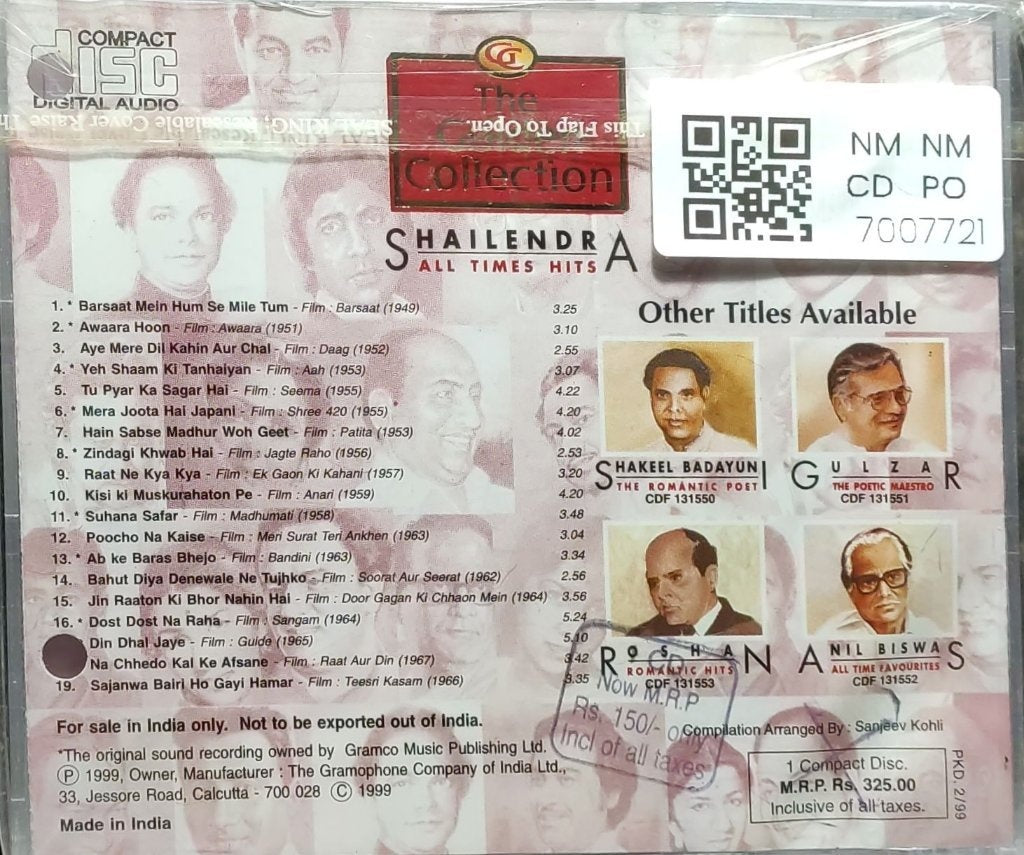 COMPACT
disc
DIGITAL AUDIO
SEAL KING, Resealable Cover Raise Th
This Flap To Open.
The
Collection
NM NM
CD PO
7007721
SHAILENDRA
ALL TIMES HITS
1. * Barsaat Mein Hum Se Mile Tum - Film : Barsaat (1949) 3.25
2. * Awaara Hoon - Film : Awaara (1951) 3.10
3. Aye Mere Dil Kahin Aur Chal - Film : Daag (1952) 2.55
4. * Yeh Shaam Ki Tanhaiyan - Film : Aah (1953) 3.07
5. Tu Pyar Ka Sagar Hai - Film : Seema (1955) 4.22
6. * Mera Joota Hai Japani - Film : Shree 420 (1955) 4.20
7. Hain Sabse Madhur Woh Geet - Film : Patita (1953) 4.02
8. * Zindagi Khwab Hai - Film : Jagte Raho (1956) 2.53
9. Raat Ne Kya Kya - Film : Ek Gaon Ki Kahani (1957) 3.20
10. Kisi ki Muskurahaton Pe - Film : Anari (1959) 4.20
11. * Suhana Safar - Film : Madhumati (1958) 3.48
12. Poocho Na Kaise - Film : Meri Surat Teri Ankhen (1963) 3.04
13. * Ab ke Baras Bhejo - Film : Bandini (1963) 3.34
14. Bahut Diya Denewale Ne Tujhko - Film : Soorat Aur Seerat (1962) 2.56
15. Jin Raaton Ki Bhor Nahin Hai - Film : Door Gagan Ki Chhaon Mein (1964) 3.56
16. * Dost Dost Na Raha - Film : Sangam (1964) 5.24
Din Dhal Jaye - Film : Guide (1965) 5.10
Na Chhedo Kal Ke Afsane - Film : Raat Aur Din (1967) 3.42
19. Sajanwa Bairi Ho Gayi Hamar - Film : Teesri Kasam (1966) 3.35
Other Titles Available
SHAKEEL BADAYUNI
THE ROMANTIC POET
CDF 131550
GULZAR
THE POETIC MAESTRO
CDF 131551
ROSHAN
ROMANTIC HITS
CDF 131553
ANIL BISWAS
ALL TIME FAVOURITES
CDF 131552
Now M.R.P
Rs. 150/- only
Incl of all taxes
For sale in India only. Not to be exported out of India.
*The original sound recording owned by Gramco Music Publishing Ltd.
Ⓟ 1999, Owner, Manufacturer : The Gramophone Company of India Ltd.,
33, Jessore Road, Calcutta - 700 028 © 1999
Made in India
Compilation Arranged By : Sanjeev Kohli
1 Compact Disc.
M.R.P. Rs. 325.00
Inclusive of all taxes.
PKD, 2/99